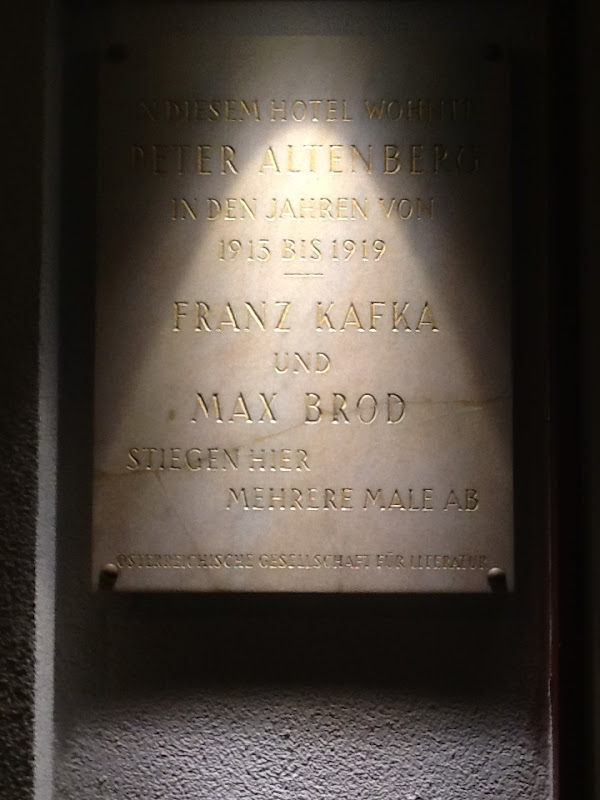 IN DIESEM HOTEL WOHNTE
PETER ALTENBERG
IN DEN JAHREN VON
1913 BIS 1919
FRANZ KAFKA
UND
MAX BROD
STIEGEN HIER
MEHRERE MALE AB
ÖSTERREICHISCHE GESELLSCHAFT FÜR LITERATUR